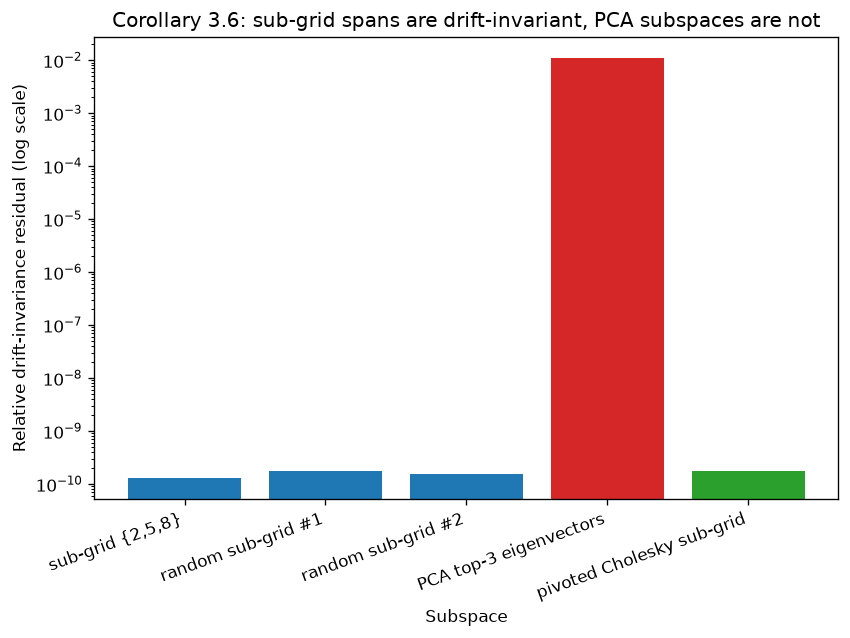 Corollary 3.6: sub-grid spans are drift-invariant, PCA subspaces are not
Relative drift-invariance residual (log scale)
10⁻²
10⁻³
10⁻⁴
10⁻⁵
10⁻⁶
10⁻⁷
10⁻⁸
10⁻⁹
10⁻¹⁰
sub-grid {2,5,8}
random sub-grid #1
random sub-grid #2
PCA top-3 eigenvectors
pivoted Cholesky sub-grid
Subspace